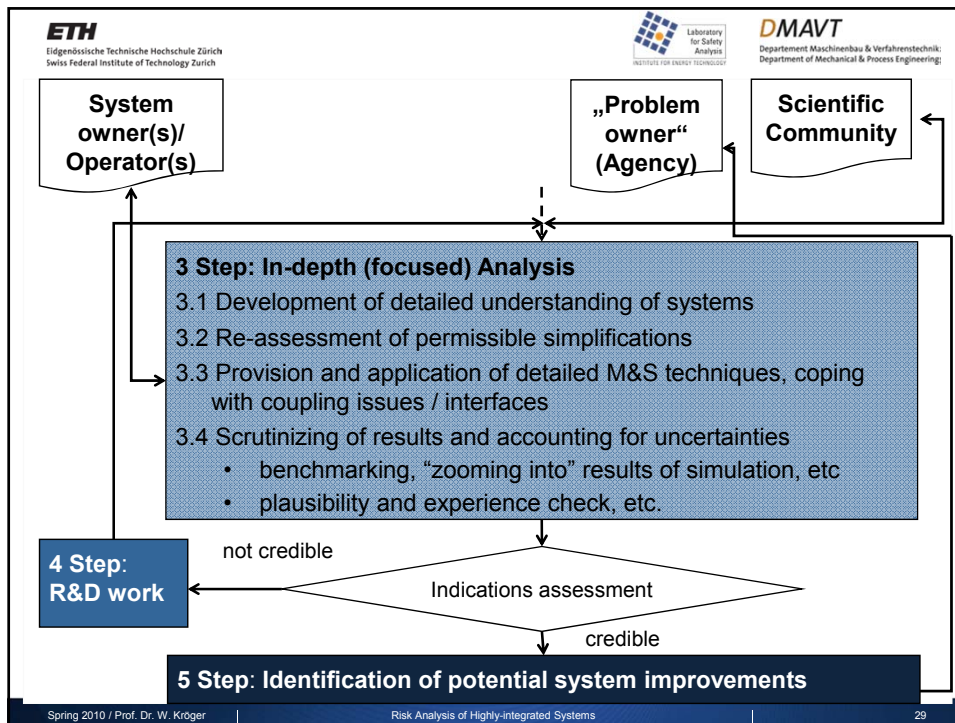 ETH
Eidgenössische Technische Hochschule Zürich
Swiss Federal Institute of Technology Zurich
Laboratory
for Safety
Analysis
INSTITUTE FOR ENERGY TECHNOLOGY
DMAVT
Departement Maschinenbau & Verfahrenstechnik
Department of Mechanical & Process Engineering
System
owner(s)/
Operator(s)
„Problem
owner“
(Agency)
Scientific
Community
3 Step: In-depth (focused) Analysis
3.1 Development of detailed understanding of systems
3.2 Re-assessment of permissible simplifications
3.3 Provision and application of detailed M&S techniques, coping
with coupling issues / interfaces
3.4 Scrutinizing of results and accounting for uncertainties
• benchmarking, “zooming into” results of simulation, etc
• plausibility and experience check, etc.
not credible
4 Step:
R&D work
Indications assessment
credible
5 Step: Identification of potential system improvements
Spring 2010 / Prof. Dr. W. Kröger
Risk Analysis of Highly-integrated Systems
29